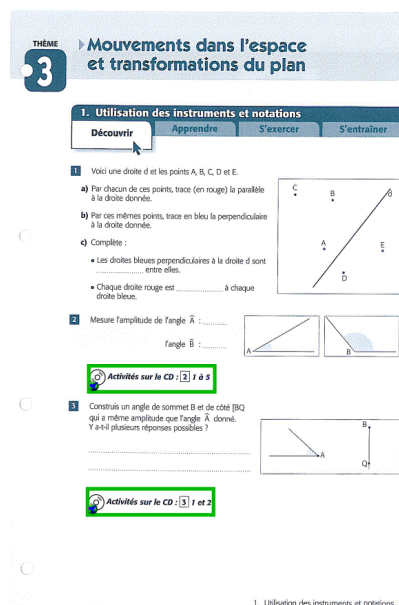 THÈME
3
Mouvements dans l'espace
et transformations du plan
1. Utilisation des instruments et notations
Découvrir Apprendre S'exercer S'entraîner
1 Voici une droite d et les points A, B, C, D et E.
a) Par chacun de ces points, trace (en rouge) la parallèle
à la droite donnée.
b) Par ces mêmes points, trace en bleu la perpendiculaire
à la droite donnée.
c) Complète :
• Les droites bleues perpendiculaires à la droite d sont
.................... entre elles.
• Chaque droite rouge est .................... à chaque
droite bleue.
C
B
d
A
E
D
2 Mesure l'amplitude de l'angle Â : ..........
l'angle B̂ : ..........
A
B
Activités sur le CD : 2 1 à 5
3 Construis un angle de sommet B et de côté [BQ
qui a même amplitude que l'angle Â donné.
Y a-t-il plusieurs réponses possibles ?
A
B
Q
Activités sur le CD : 3 1 et 2
1. Utilisation des instruments et notations